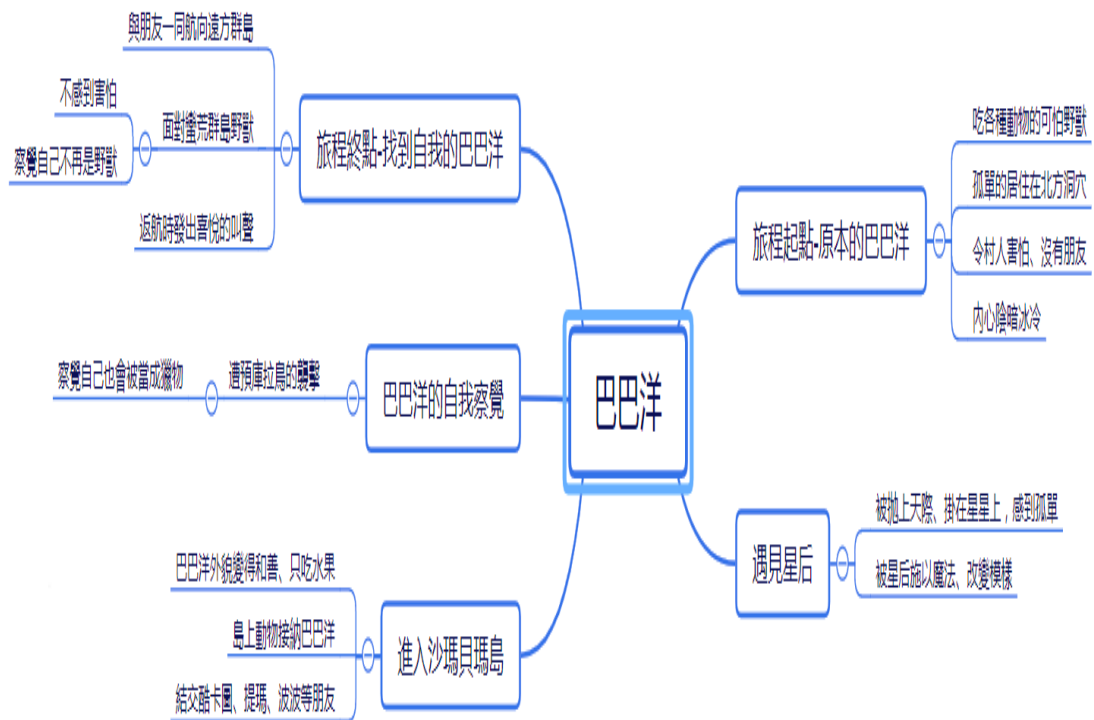 巴巴洋
旅程起點-原本的巴巴洋
吃各種動物的可怕野獸
孤單的居住在北方洞穴
令村人害怕、沒有朋友
內心陰暗冰冷
遇見星后
被拋上天際、掛在星星上，感到孤單
被星后施以魔法、改變模樣
進入沙瑪貝瑪島
巴巴洋外貌變得和善、只吃水果
島上動物接納巴巴洋
結交酷卡圖、提瑪、波波等朋友
巴巴洋的自我察覺
遭預庫拉鳥的襲擊
察覺自己也會被當成獵物
旅程終點-找到自我的巴巴洋
與朋友一同航向遠方群島
面對蠻荒群島野獸
不感到害怕
察覺自己不再是野獸
返航時發出喜悅的叫聲